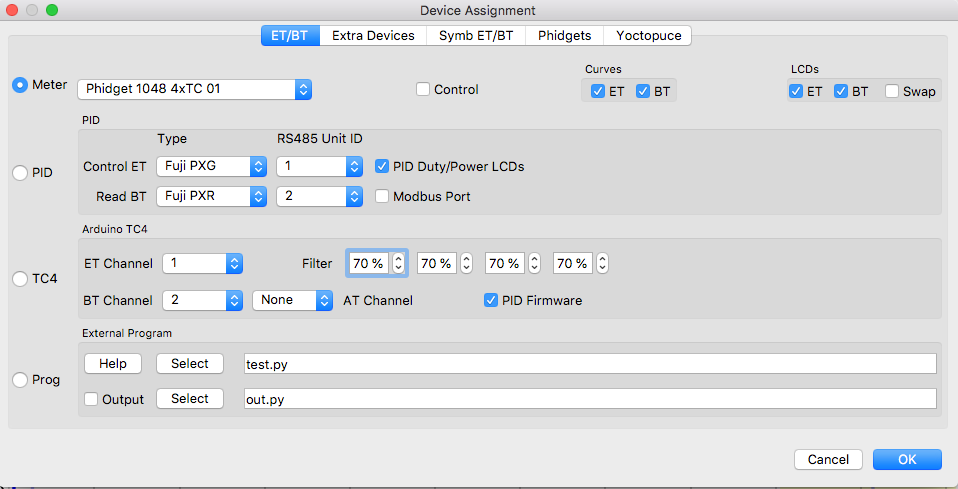 Device Assignment
ET/BT Extra Devices Symb ET/BT Phidgets Yoctopuce
Curves LCDs
Meter Phidget 1048 4xTC 01 Control ET BT ET BT Swap
PID
Type RS485 Unit ID
PID Control ET Fuji PXG 1 PID Duty/Power LCDs
Read BT Fuji PXR 2 Modbus Port
Arduino TC4
ET Channel 1 Filter 70 % 70 % 70 % 70 %
TC4
BT Channel 2 None AT Channel PID Firmware
External Program
Help Select test.py
Prog
Output Select out.py
Cancel OK